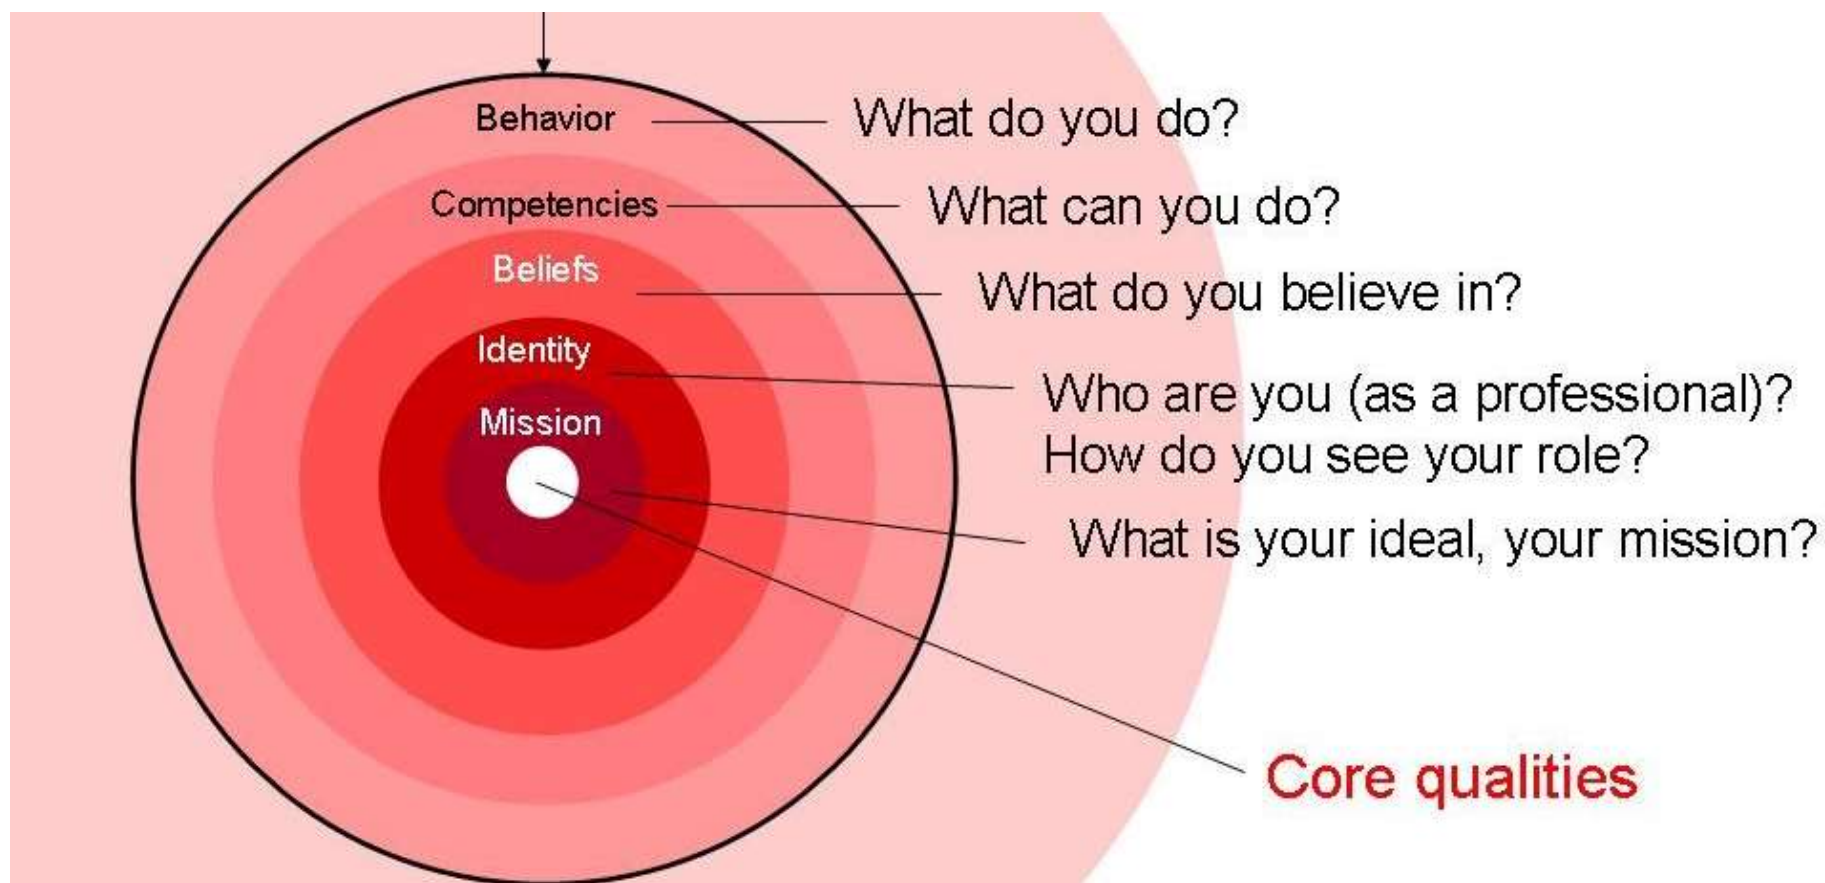 Behavior
What do you do?
Competencies
What can you do?
Beliefs
What do you believe in?
Identity
Who are you (as a professional)?
How do you see your role?
Mission
What is your ideal, your mission?
Core qualities